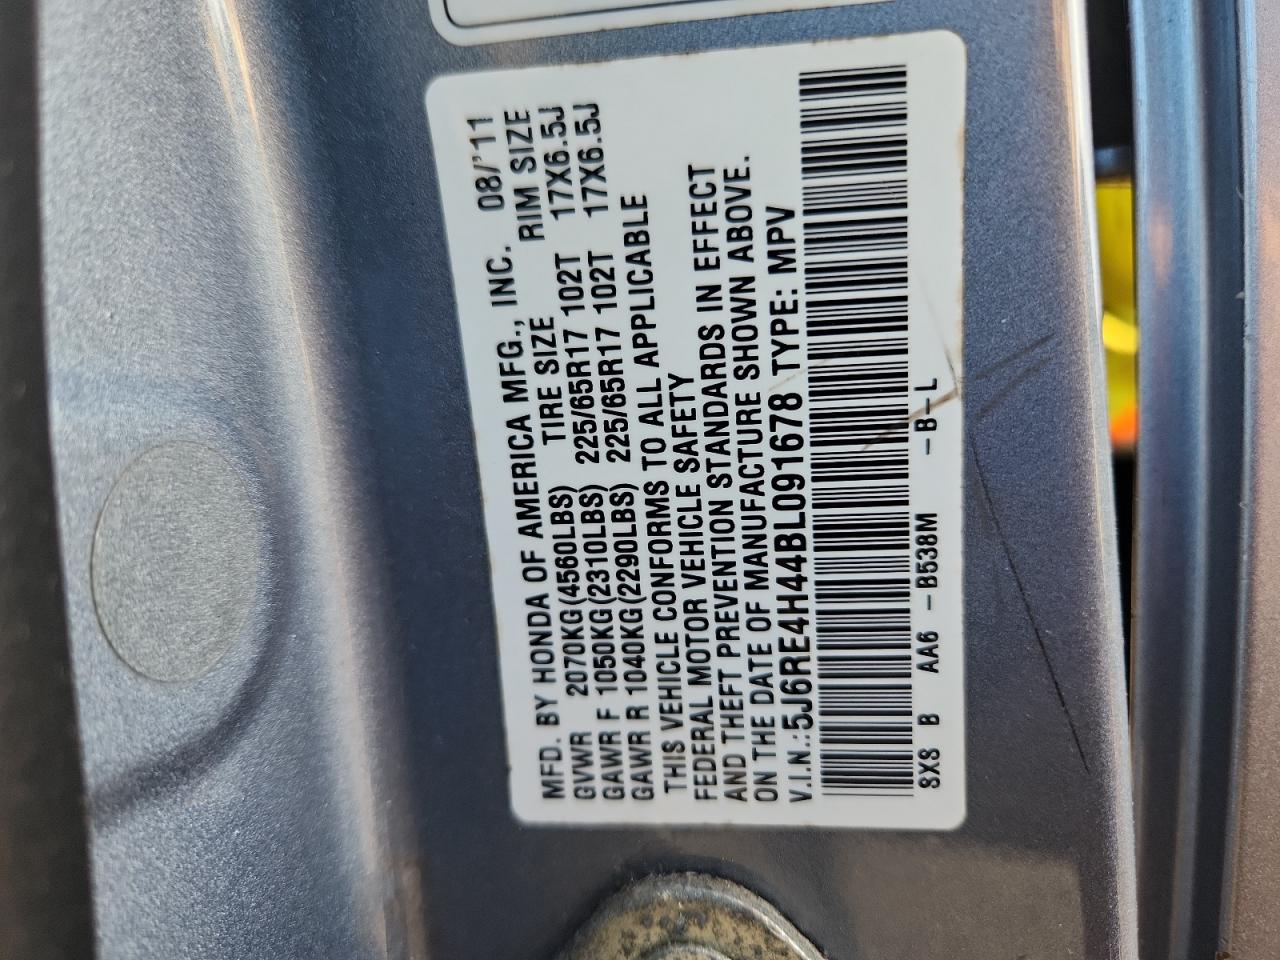 MFD. BY HONDA OF AMERICA MFG., INC. 08/'11
TIRE SIZE RIM SIZE
GVWR 2070KG(4560LBS) 225/65R17 102T 17X6.5J
GAWR F 1050KG(2310LBS) 225/65R17 102T 17X6.5J
GAWR R 1040KG(2290LBS)
THIS VEHICLE CONFORMS TO ALL APPLICABLE
FEDERAL MOTOR VEHICLE SAFETY
AND THEFT PREVENTION STANDARDS IN EFFECT
ON THE DATE OF MANUFACTURE SHOWN ABOVE.
V.I.N.:5J6RE4H44BL091678 TYPE: MPV
8X8 B AA6 -B538M -B-L